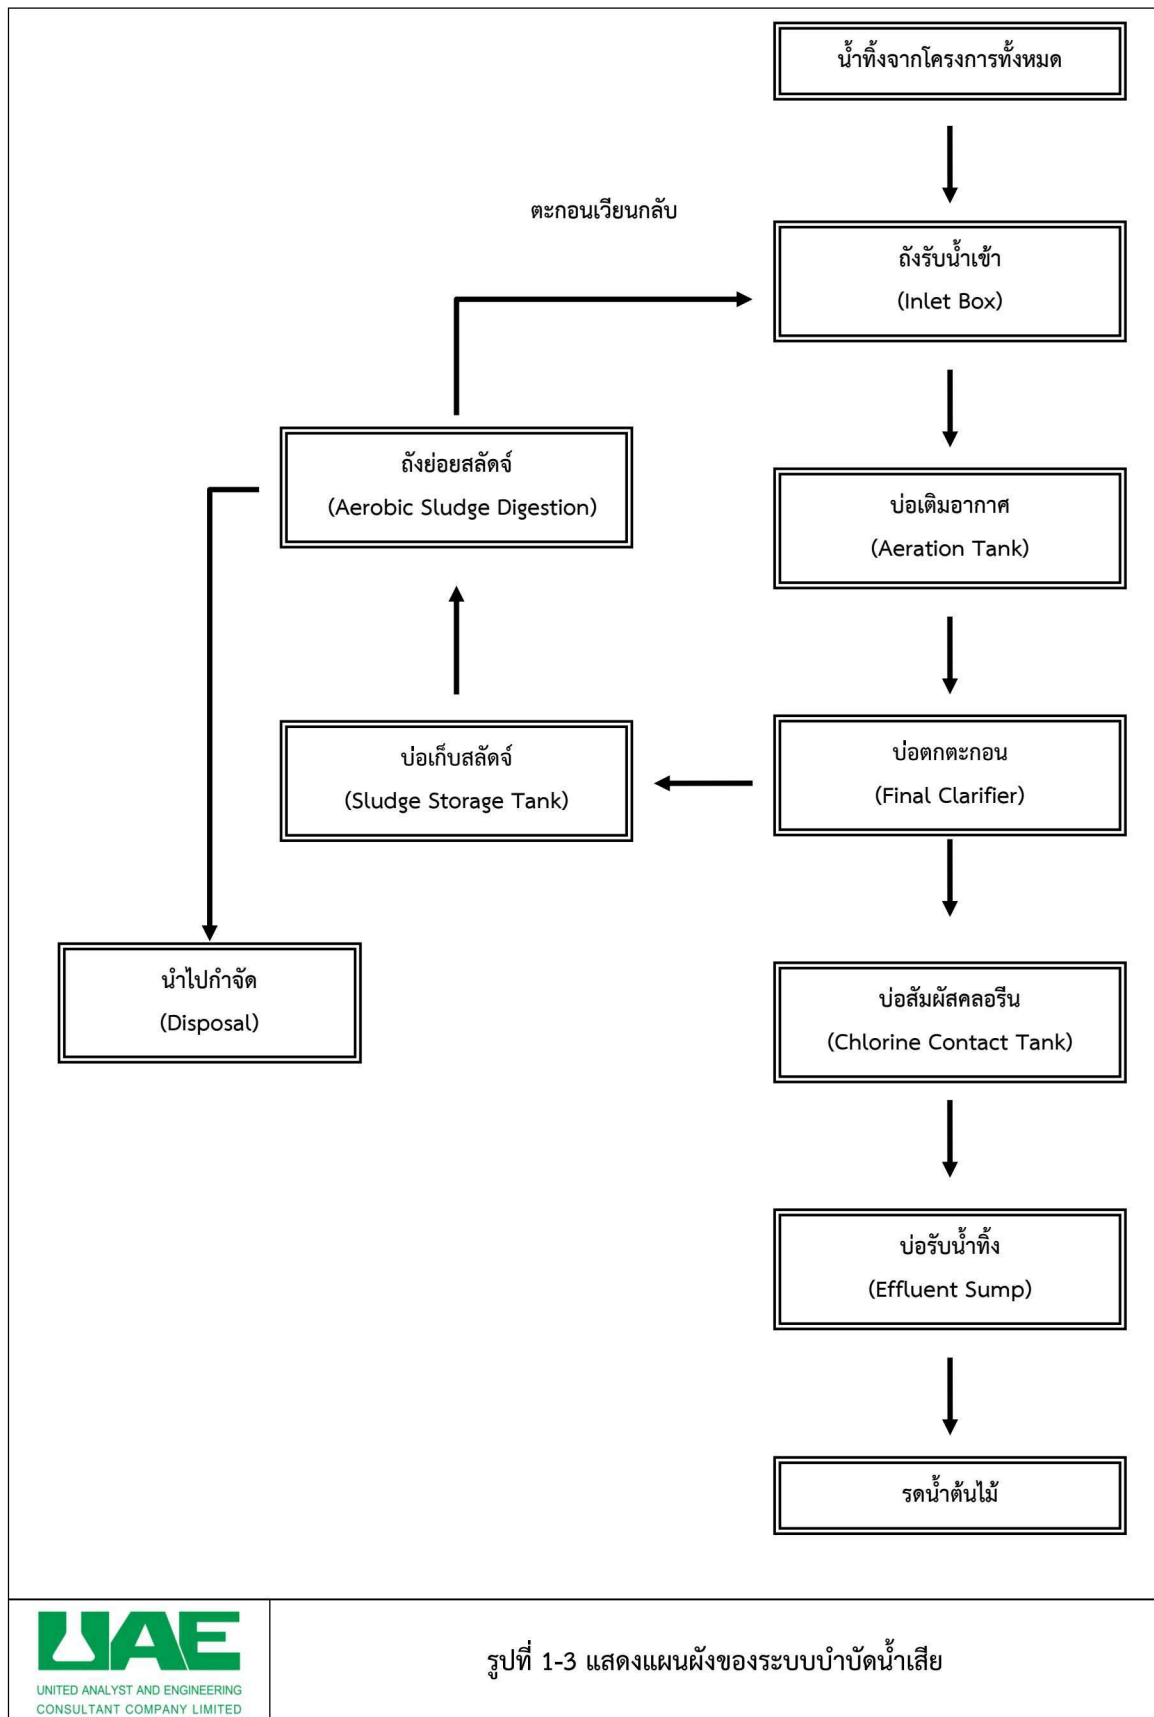 น้ำทิ้งจากโครงการทั้งหมด
ตะกอนเวียนกลับ
ถังรับน้ำเข้า
(Inlet Box)
ถังย่อยสลัดจ์
(Aerobic Sludge Digestion)
บ่อเติมอากาศ
(Aeration Tank)
บ่อเก็บสลัดจ์
(Sludge Storage Tank)
บ่อตกตะกอน
(Final Clarifier)
นำไปกำจัด
(Disposal)
บ่อสัมผัสคลอรีน
(Chlorine Contact Tank)
บ่อรับน้ำทิ้ง
(Effluent Sump)
รดน้ำต้นไม้
UAE
UNITED ANALYST AND ENGINEERING
CONSULTANT COMPANY LIMITED
รูปที่ 1-3 แสดงแผนผังของระบบบำบัดน้ำเสีย